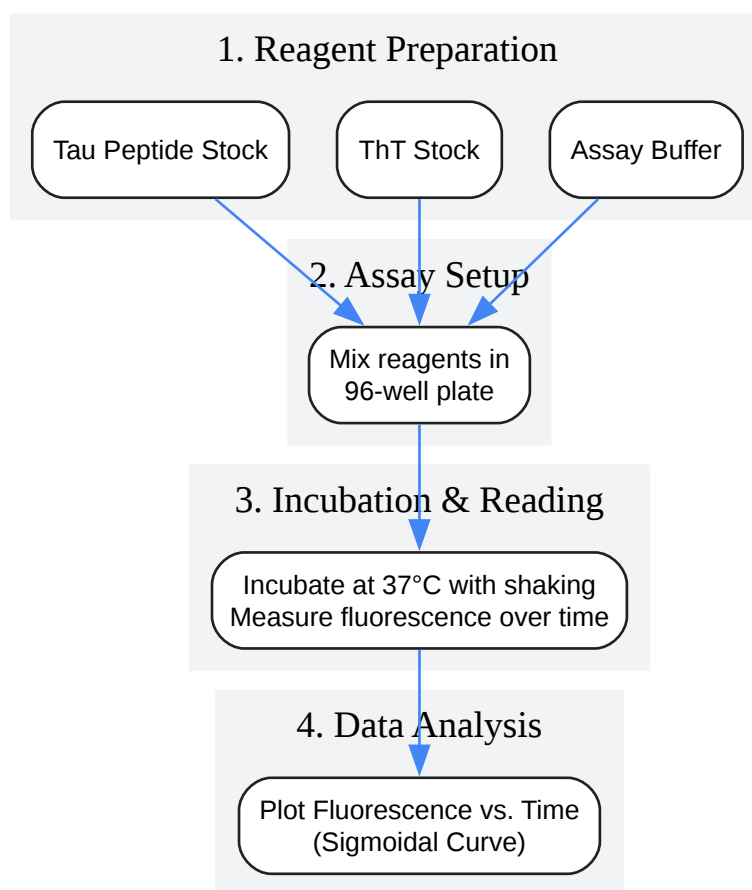 1. Reagent Preparation
Tau Peptide Stock
ThT Stock
Assay Buffer
2. Assay Setup
Mix reagents in
96-well plate
3. Incubation & Reading
Incubate at 37°C with shaking
Measure fluorescence over time
4. Data Analysis
Plot Fluorescence vs. Time
(Sigmoidal Curve)